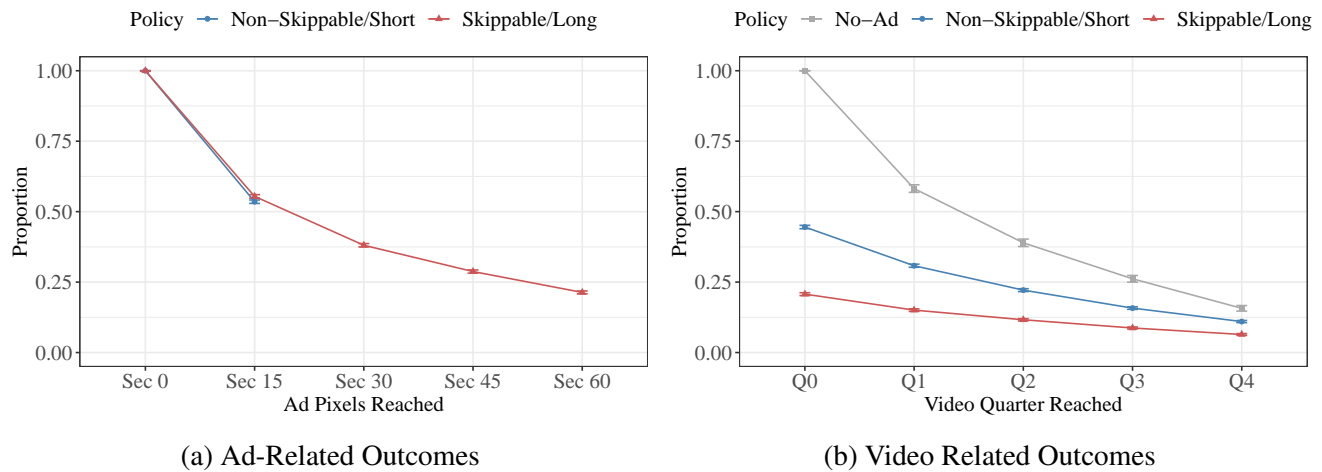 Policy Non−Skippable/Short Skippable/Long
1.00
0.75
0.50
0.25
0.00
Proportion
Sec 0 Sec 15 Sec 30 Sec 45 Sec 60
Ad Pixels Reached
(a) Ad-Related Outcomes
Policy No−Ad Non−Skippable/Short Skippable/Long
1.00
0.75
0.50
0.25
0.00
Proportion
Q0 Q1 Q2 Q3 Q4
Video Quarter Reached
(b) Video Related Outcomes